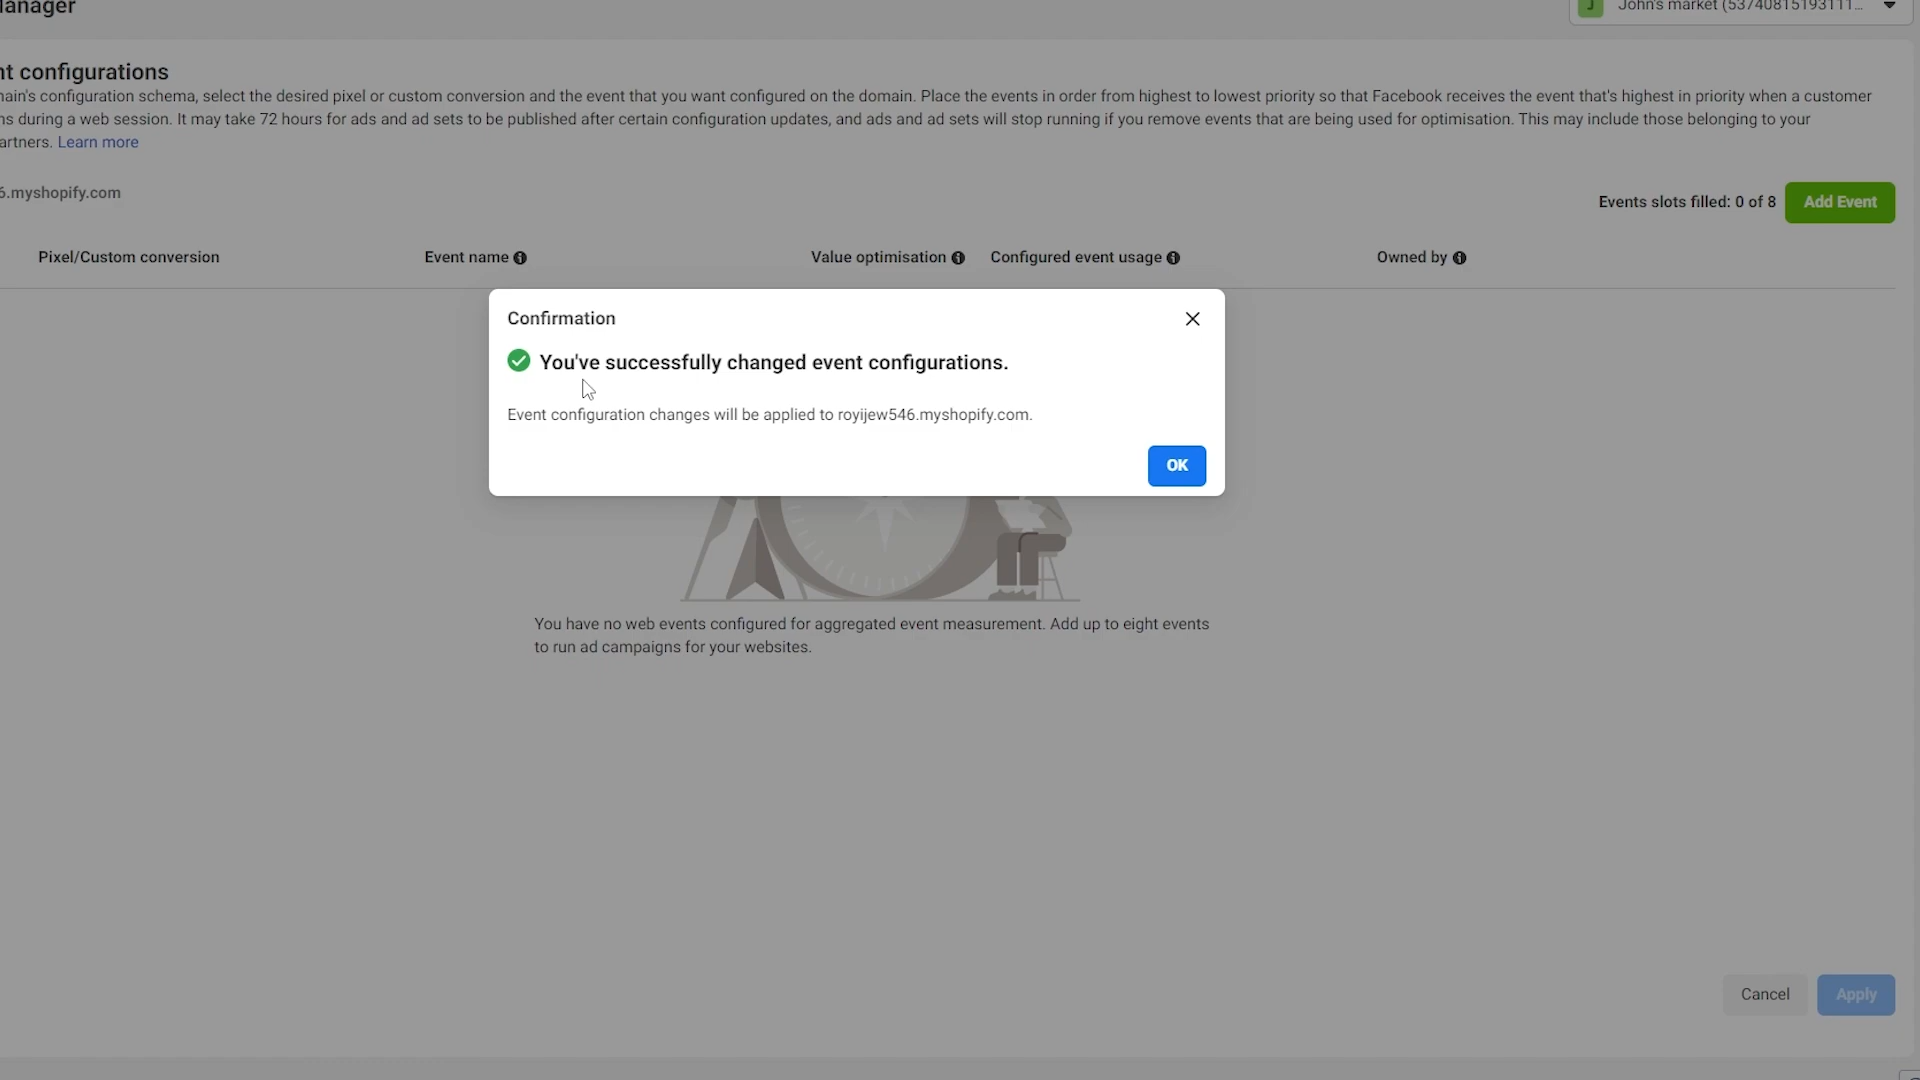 Manager
J John's market (53740815193111...
nt configurations
nain's configuration schema, select the desired pixel or custom conversion and the event that you want configured on the domain. Place the events in order from highest to lowest priority so that Facebook receives the event that's highest in priority when a customer
ns during a web session. It may take 72 hours for ads and ad sets to be published after certain configuration updates, and ads and ad sets will stop running if you remove events that are being used for optimisation. This may include those belonging to your
artners. Learn more
6.myshopify.com
Events slots filled: 0 of 8 Add Event
Pixel/Custom conversion Event name Value optimisation Configured event usage Owned by
Confirmation
You've successfully changed event configurations.
Event configuration changes will be applied to royijew546.myshopify.com.
OK
You have no web events configured for aggregated event measurement. Add up to eight events
to run ad campaigns for your websites.
Cancel Apply